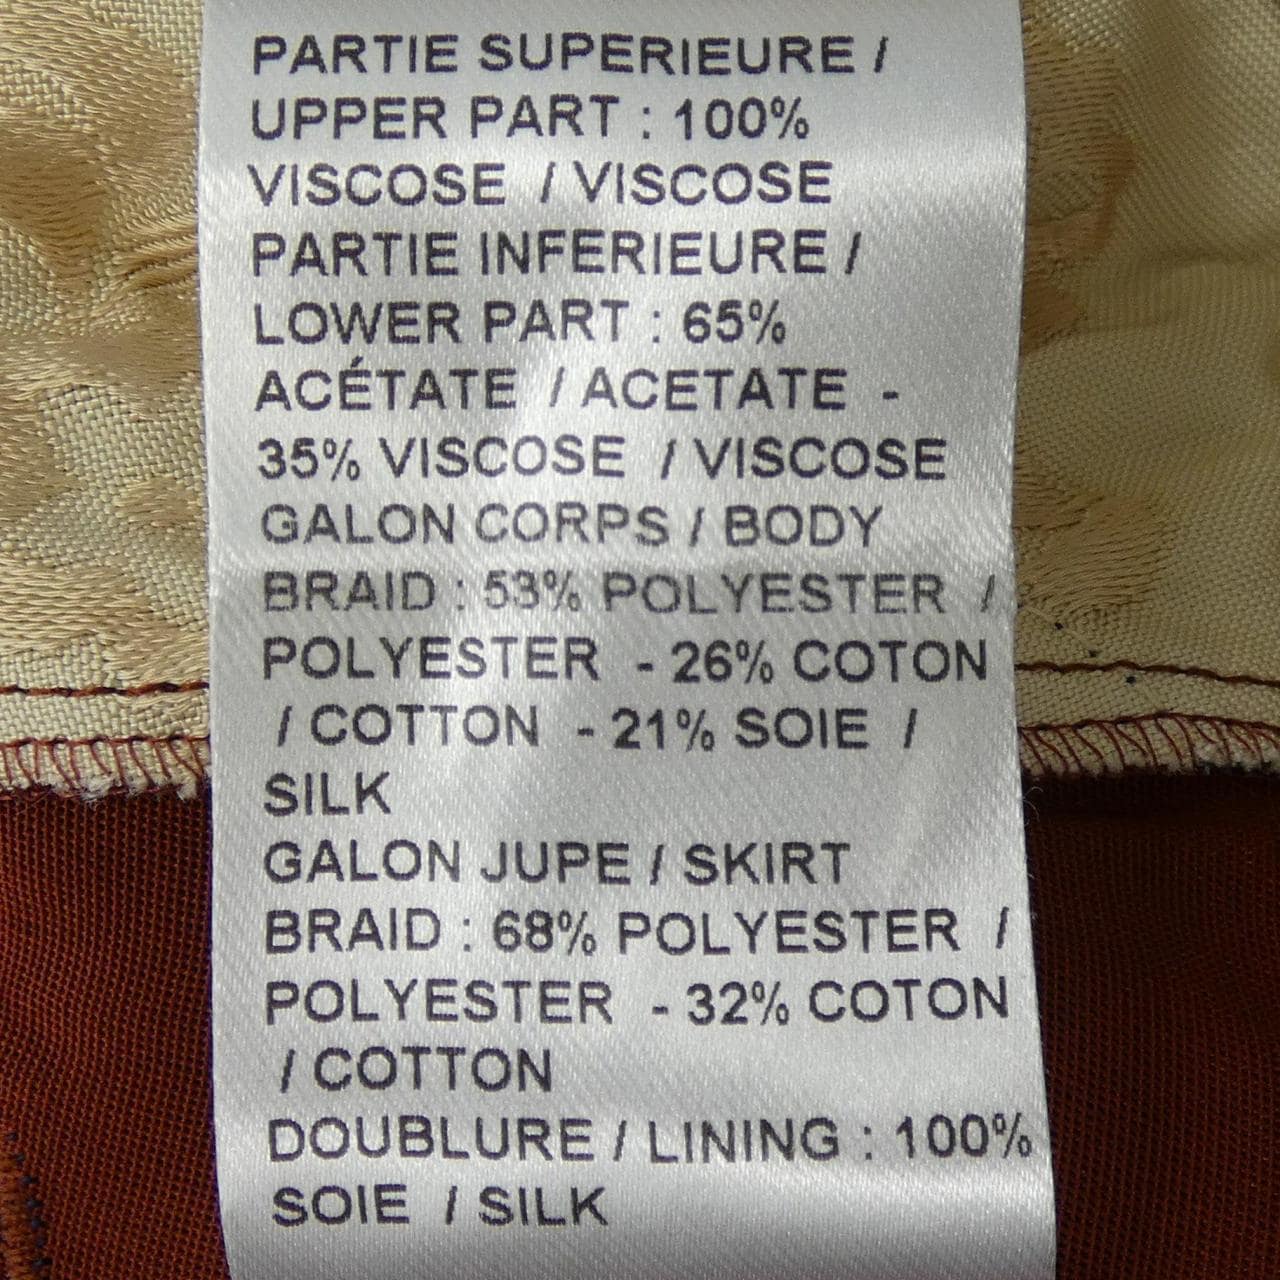 PARTIE SUPERIEURE /
UPPER PART : 100%
VISCOSE / VISCOSE
PARTIE INFERIEURE /
LOWER PART : 65%
ACÉTATE / ACETATE -
35% VISCOSE / VISCOSE
GALON CORPS / BODY
BRAID : 53% POLYESTER /
POLYESTER - 26% COTON
/ COTTON - 21% SOIE /
SILK
GALON JUPE / SKIRT
BRAID : 68% POLYESTER /
POLYESTER - 32% COTON
/ COTTON
DOUBLURE / LINING : 100%
SOIE / SILK